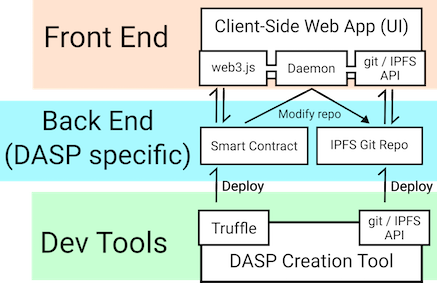 Front End
Client-Side Web App (UI)
web3.js
Daemon
git / IPFS
API
Modify repo
Back End
(DASP specific)
Smart Contract
IPFS Git Repo
Deploy
Deploy
Dev Tools
Truffle
git / IPFS
API
DASP Creation Tool